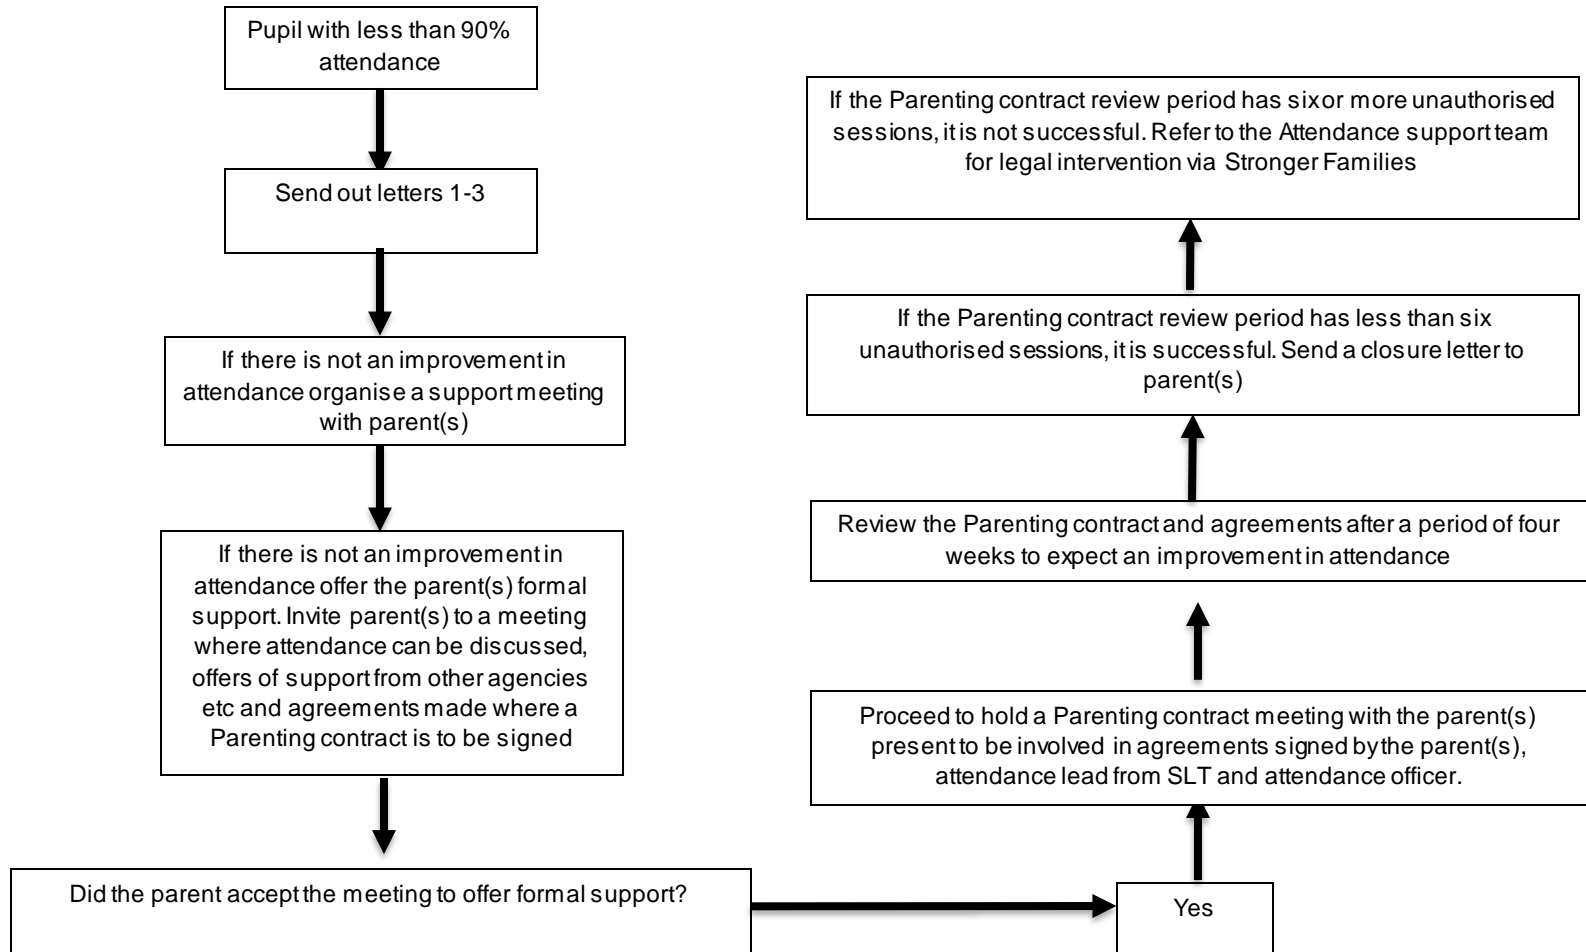 Pupil with less than 90%
attendance
Send out letters 1-3
If there is not an improvement in
attendance organise a support meeting
with parent(s)
If there is not an improvement in
attendance offer the parent(s) formal
support. Invite parent(s) to a meeting
where attendance can be discussed,
offers of support from other agencies
etc and agreements made where a
Parenting contract is to be signed
Did the parent accept the meeting to offer formal support?
Yes
Proceed to hold a Parenting contract meeting with the parent(s)
present to be involved in agreements signed by the parent(s),
attendance lead from SLT and attendance officer.
Review the Parenting contract and agreements after a period of four
weeks to expect an improvement in attendance
If the Parenting contract review period has less than six
unauthorised sessions, it is successful. Send a closure letter to
parent(s)
If the Parenting contract review period has six or more unauthorised
sessions, it is not successful. Refer to the Attendance support team
for legal intervention via Stronger Families